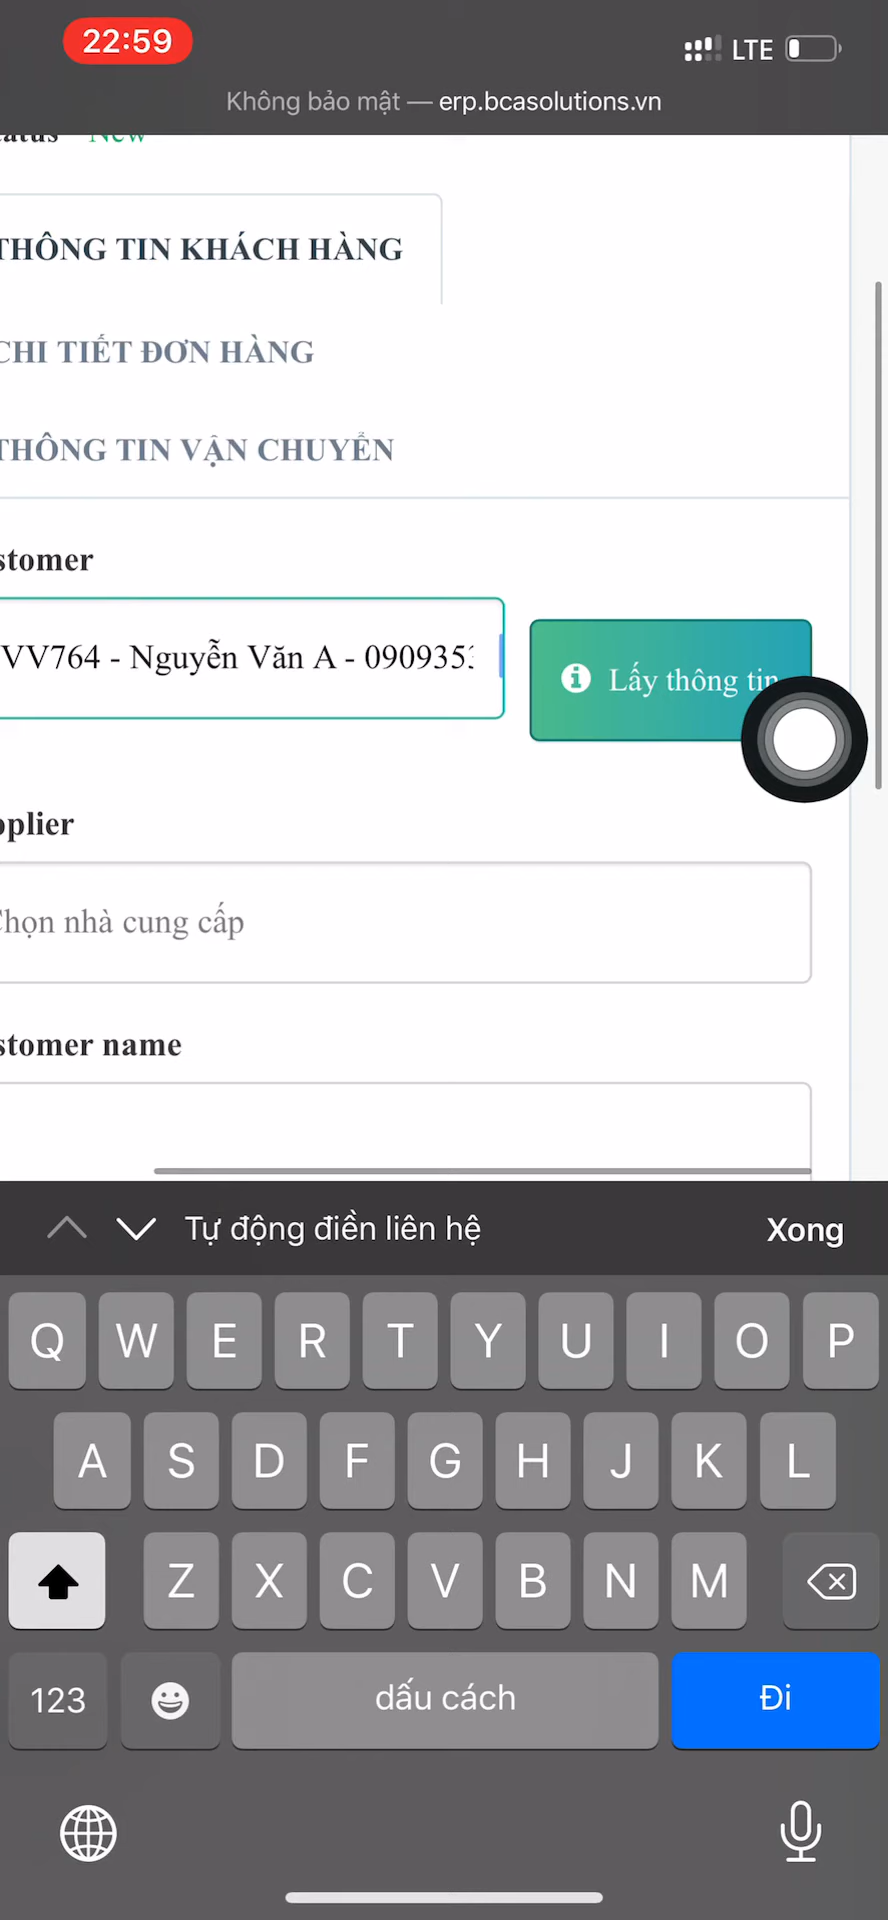 22:59
LTE
Không bảo mật — erp.bcasolutions.vn
New
THÔNG TIN KHÁCH HÀNG
CHI TIẾT ĐƠN HÀNG
THÔNG TIN VẬN CHUYỂN
stomer
VV764 - Nguyễn Văn A - 090935
Lấy thông tin
plier
Chọn nhà cung cấp
stomer name
Tự động điền liên hệ
Xong
Q W E R T Y U I O P
A S D F G H J K L
Z X C V B N M
123
dấu cách
Đi